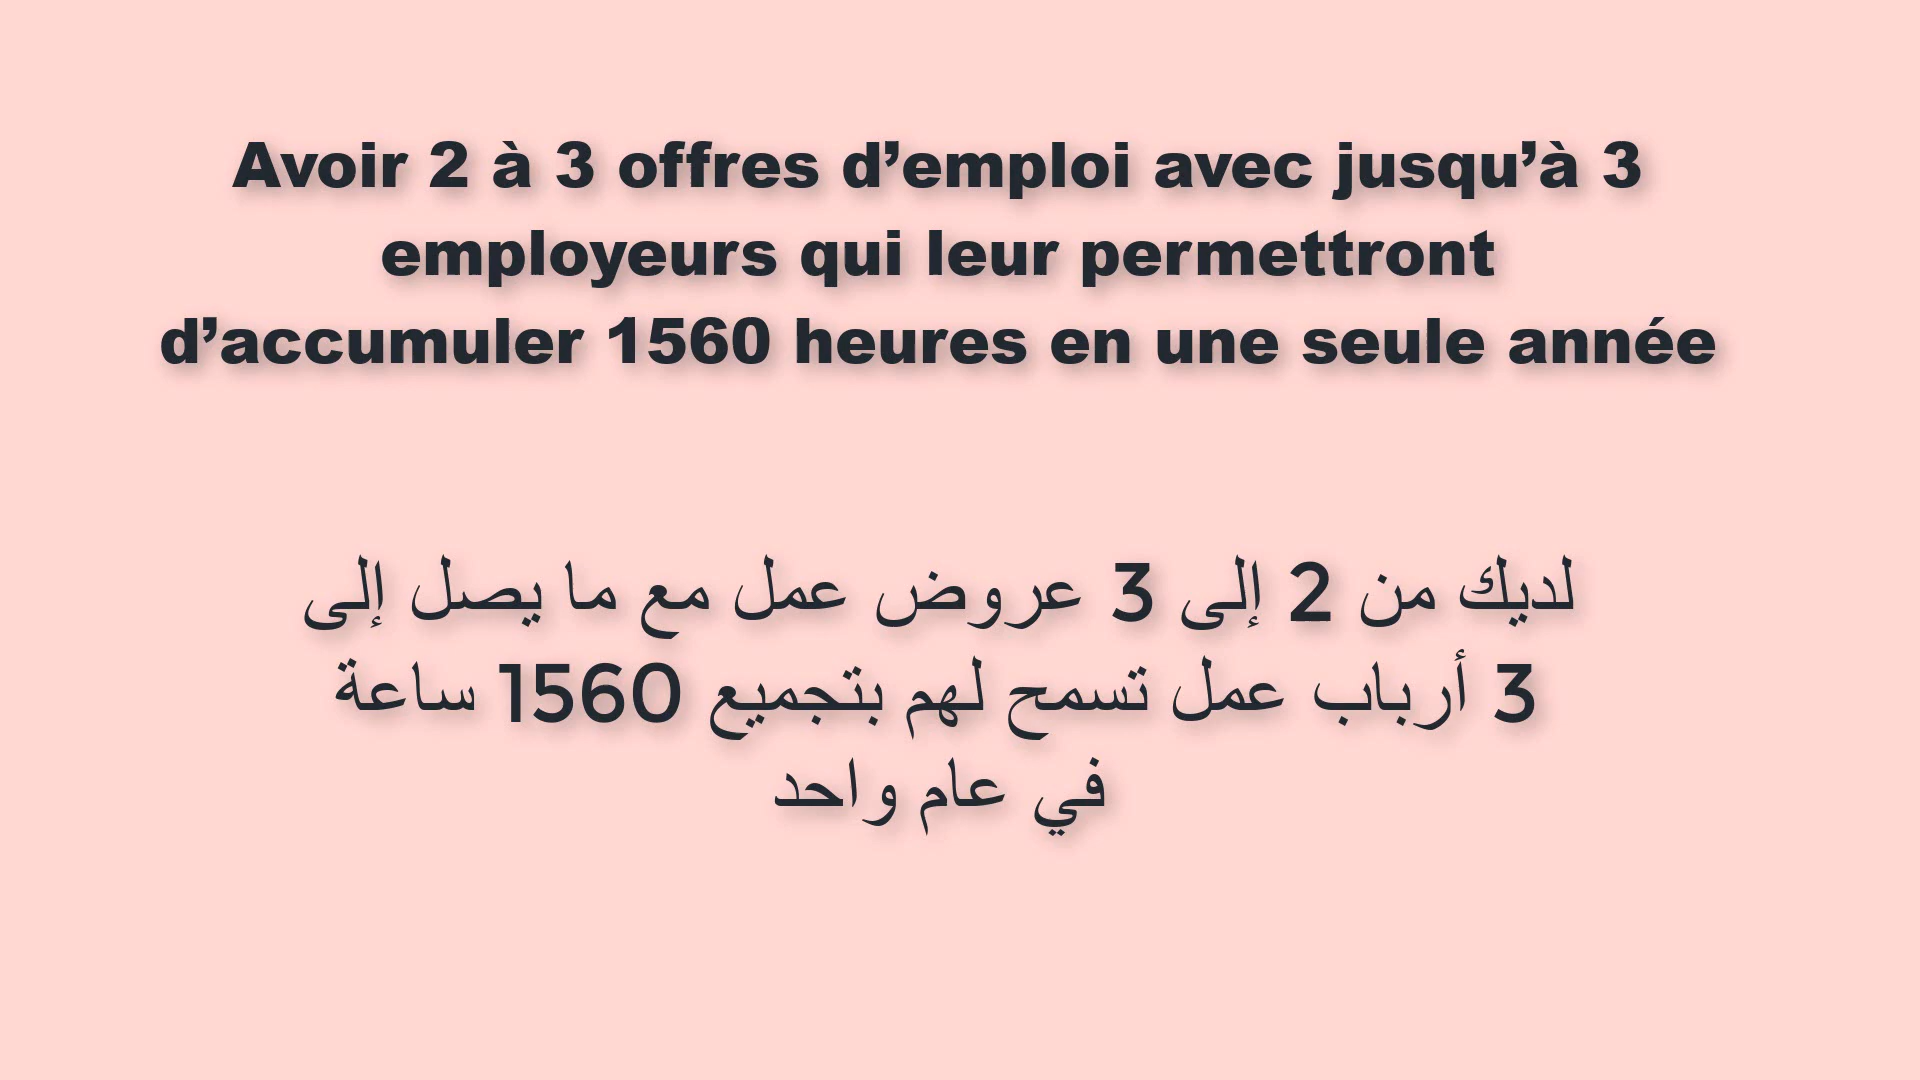 Avoir 2 à 3 offres d’emploi avec jusqu’à 3
employeurs qui leur permettront
d’accumuler 1560 heures en une seule année
لديك من 2 إلى 3 عروض عمل مع ما يصل إلى
3 أرباب عمل تسمح لهم بتجميع 1560 ساعة
في عام واحد